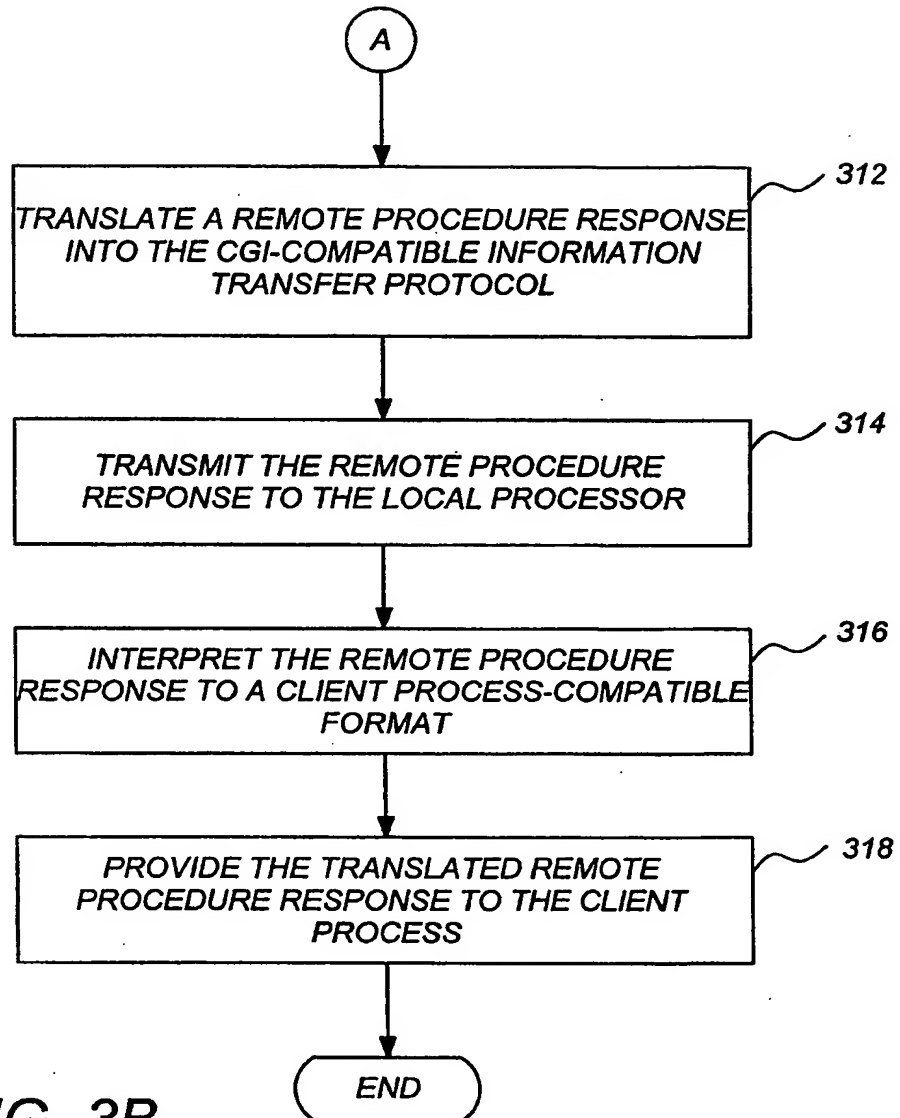 A
312
TRANSLATE A REMOTE PROCEDURE RESPONSE
INTO THE CGI-COMPATIBLE INFORMATION
TRANSFER PROTOCOL
314
TRANSMIT THE REMOTE PROCEDURE
RESPONSE TO THE LOCAL PROCESSOR
316
INTERPRET THE REMOTE PROCEDURE
RESPONSE TO A CLIENT PROCESS-COMPATIBLE
FORMAT
318
PROVIDE THE TRANSLATED REMOTE
PROCEDURE RESPONSE TO THE CLIENT
PROCESS
END
3B